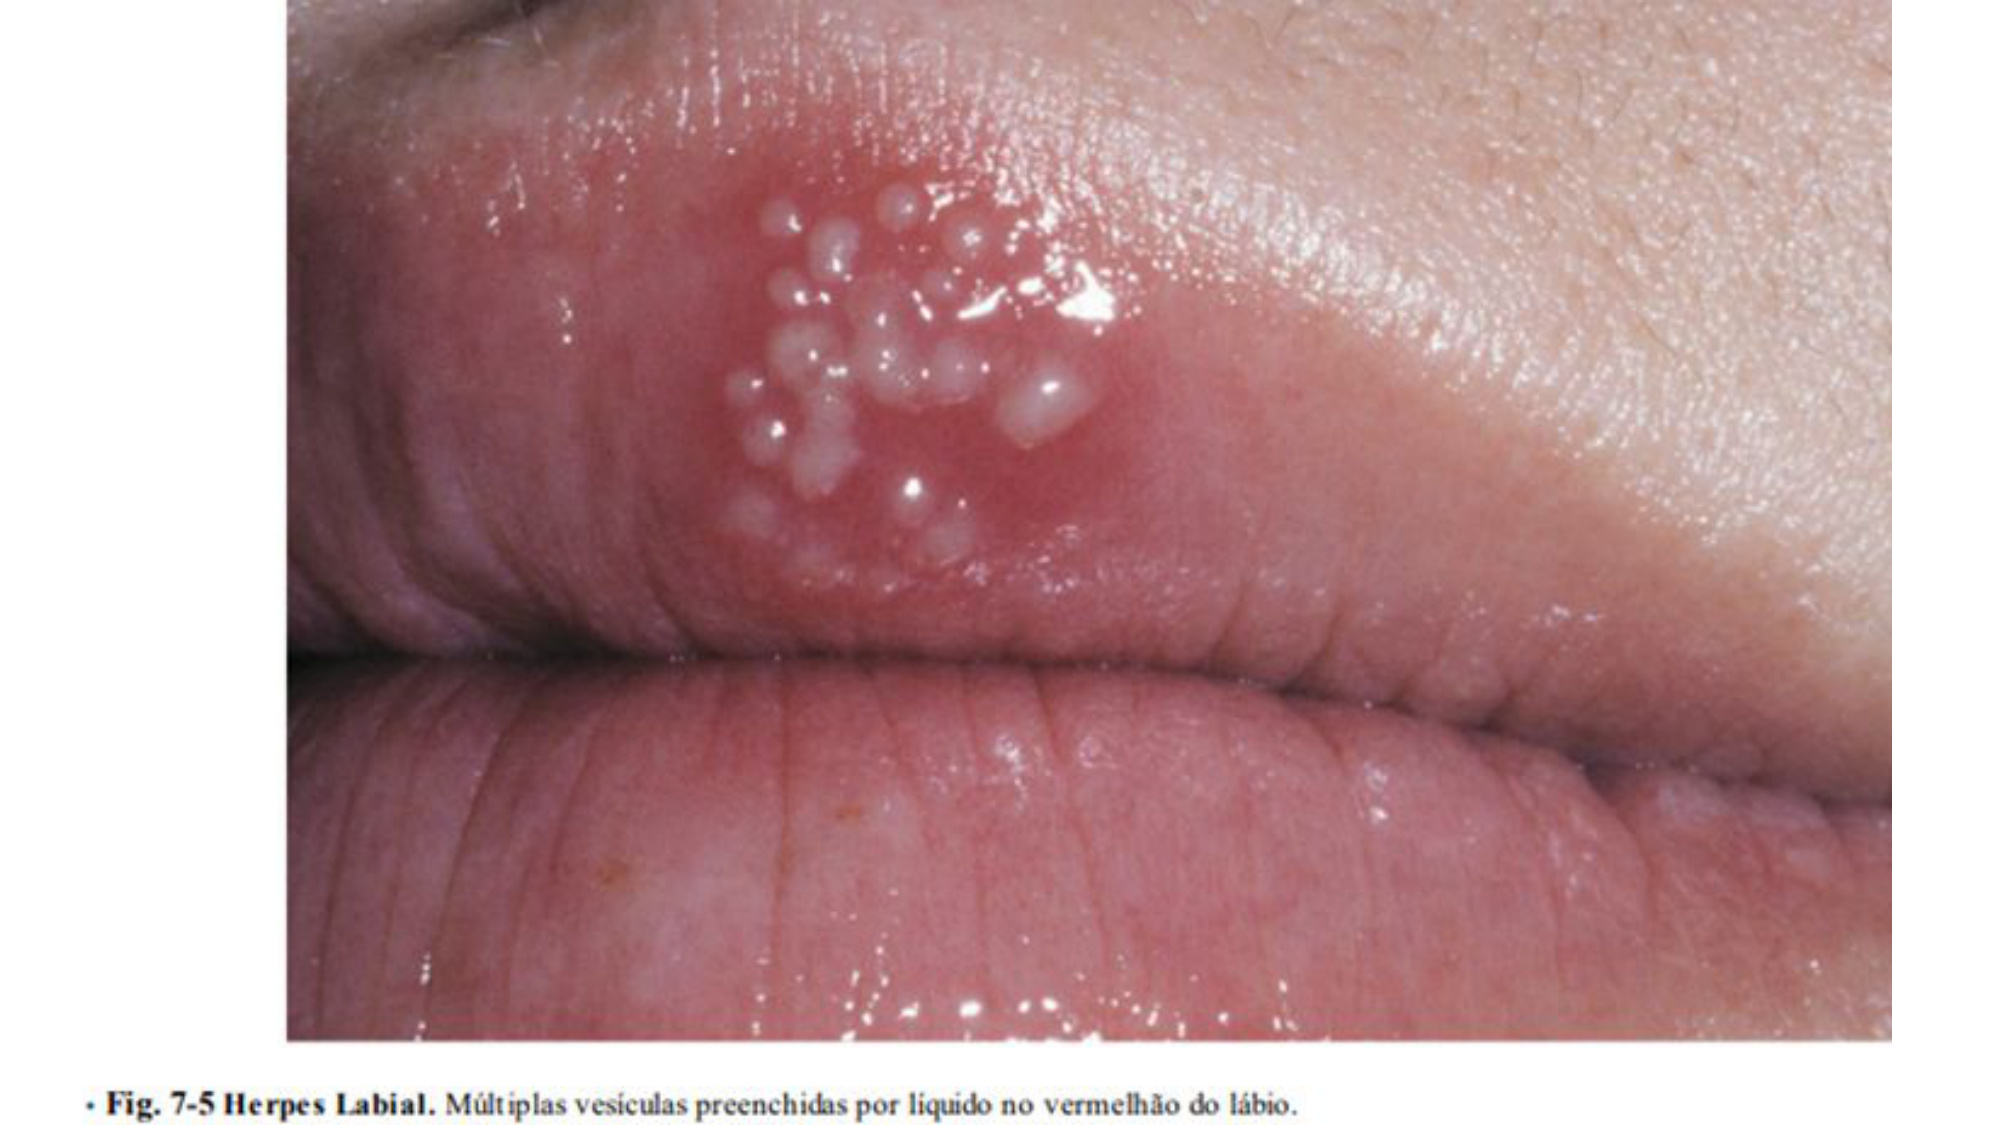 • Fig. 7-5 Herpes Labial. Múltiplas vesículas preenchidas por líquido no vermelhão do lábio.